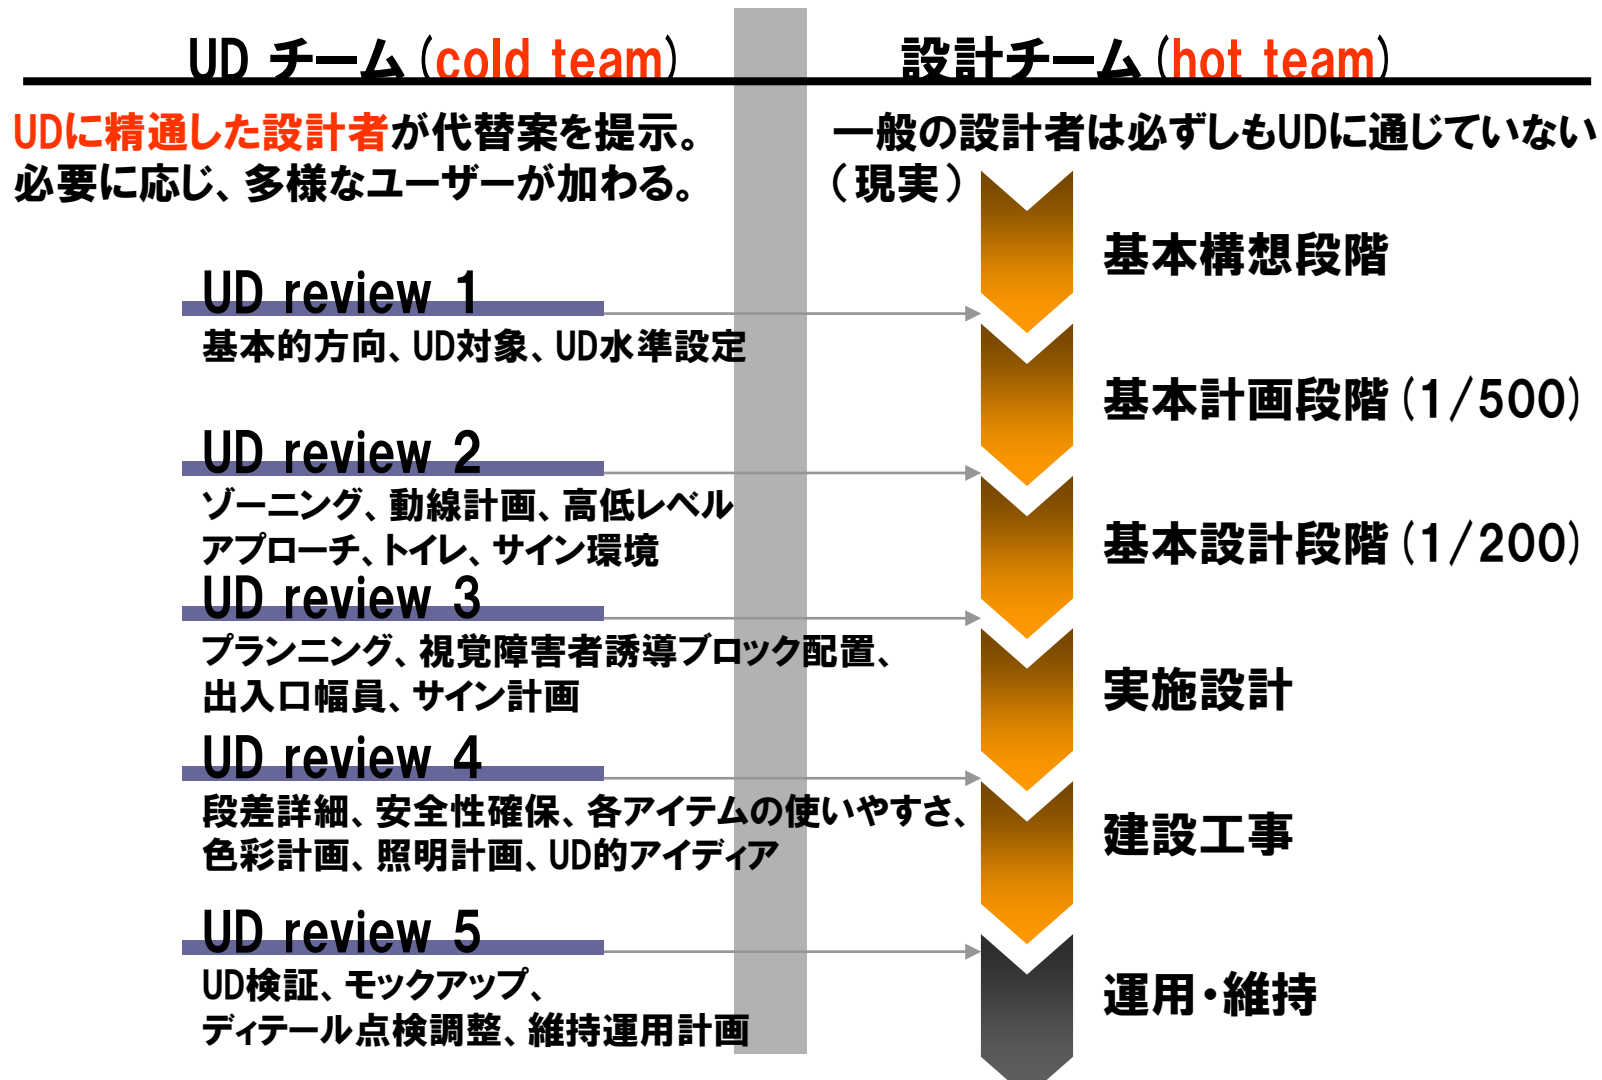 UD チーム(cold team)
設計チーム(hot team)
UDに精通した設計者が代替案を提示。
必要に応じ、多様なユーザーが加わる。
一般の設計者は必ずしもUDに通じていない
（現実）
基本構想段階
UD review 1
基本的方向、UD対象、UD水準設定
基本計画段階(1/500)
UD review 2
ゾーニング、動線計画、高低レベル
アプローチ、トイレ、サイン環境
基本設計段階(1/200)
UD review 3
プランニング、視覚障害者誘導ブロック配置、
出入口幅員、サイン計画
実施設計
UD review 4
段差詳細、安全性確保、各アイテムの使いやすさ、
色彩計画、照明計画、UD的アイディア
建設工事
UD review 5
UD検証、モックアップ、
ディテール点検調整、維持運用計画
運用・維持